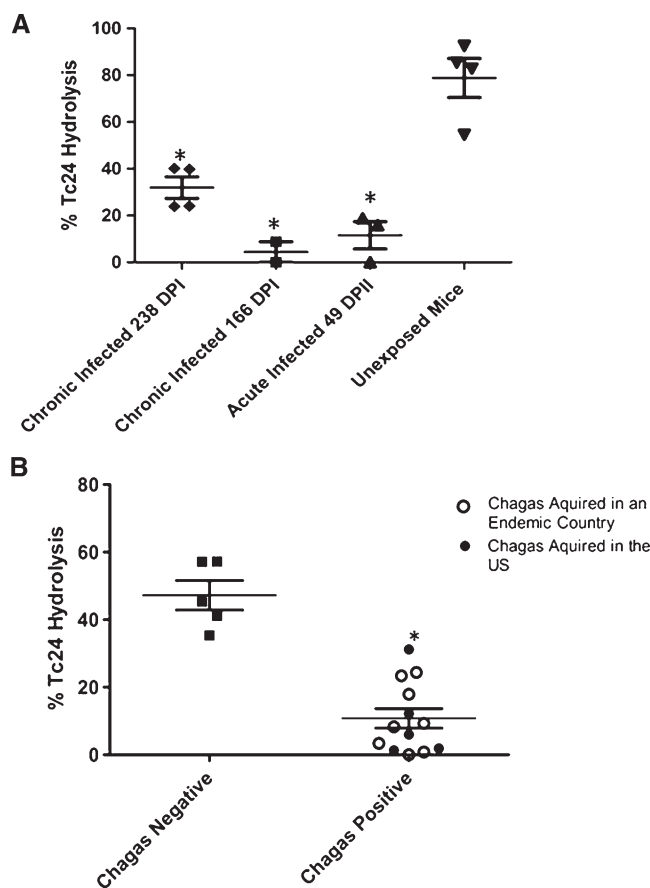 A
% Tc24 Hydrolysis
100
80
60
40
20
0
*
*
*
Chronic Infected 238 DPI
Chronic Infected 166 DPI
Acute Infected 49 DPII
Unexposed Mice
B
% Tc24 Hydrolysis
80
60
40
20
0
*
Chagas Negative
Chagas Positive
Chagas Aquired in an
Endemic Country
Chagas Aquired in the
US